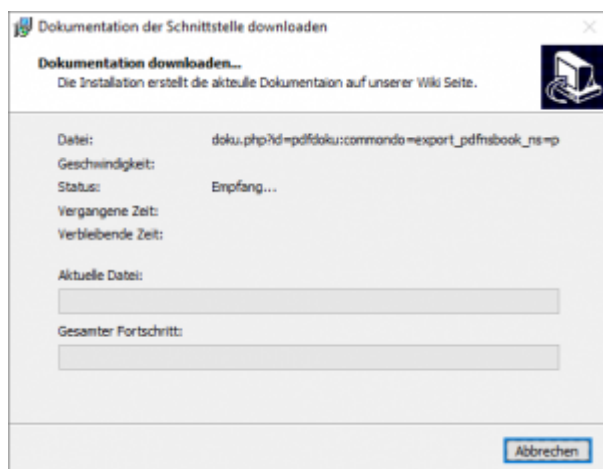 Dokumentation der Schnittstelle downloaden
Dokumentation downloaden...
Die Installation erstellt die akteulle Dokumentaion auf unserer Wiki Seite.
Datei: doku.php?id=pdfdoku:commondo=export_pdfnsbook_ns=p
Geschwindigkeit:
Status: Empfang...
Vergangene Zeit:
Verbleibende Zeit:
Aktuelle Datei:
Gesamter Fortschritt:
Abbrechen